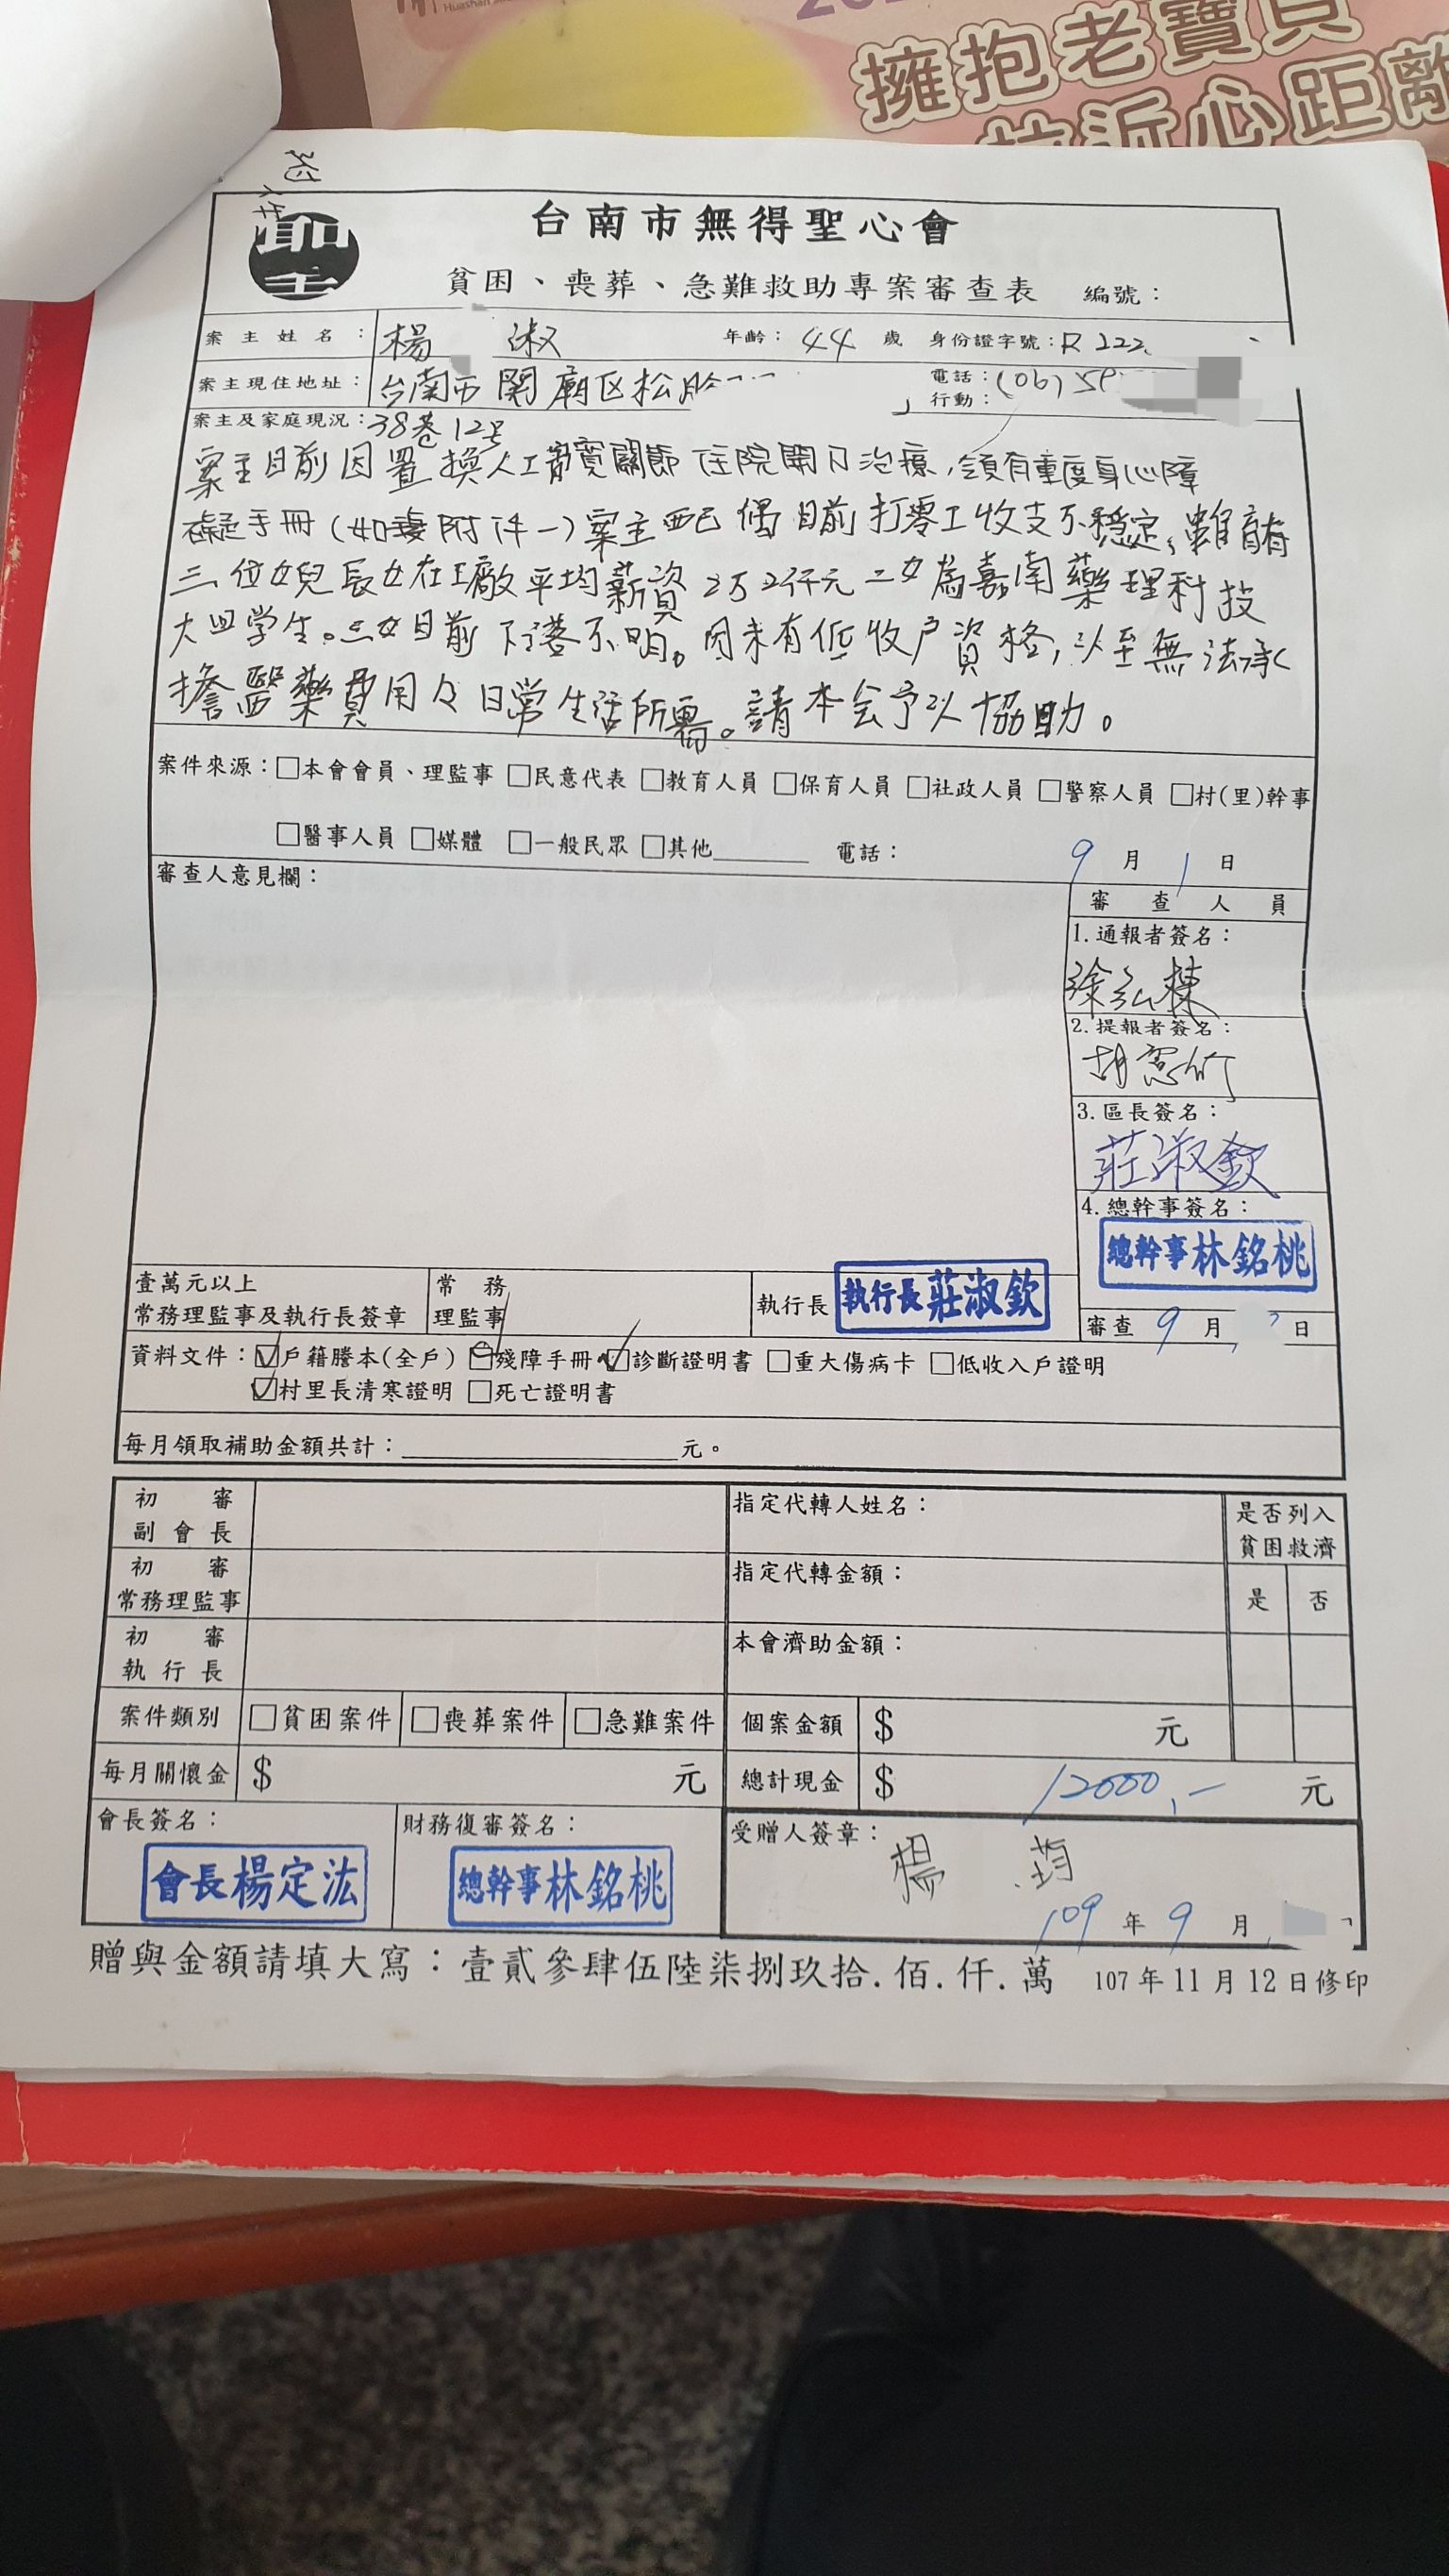 擁抱老寶貝
拉近心距離
台南市無得聖心會
貧困、喪葬、急難救助專案審查表 編號：
案主姓名： 楊 淑 年齡： 44 歲 身份證字號：R 222
案主現住地址： 台南市關廟區松 電話：(06) 5
行動：
案主及家庭現況：38巷12号
案主目前因置換人工髖關節住院開刀治療，領有重度身心障
礙手冊(如附件一)案主配偶目前打零工收支不穩定，雖育有
三位女兒長女在工廠平均薪資 仟元二女為嘉南藥理科技
大四学生。三女目前下落不明。因未有低收户資格，以至無法承
擔醫藥費用及日常生活所需。請本会予以協助。
案件來源：□本會會員、理監事 □民意代表 □教育人員 □保育人員 □社政人員 □警察人員 □村(里)幹事
□醫事人員 □媒體 □一般民眾 □其他 電話： 9 月 1 日
審查人意見欄：
審查人員
1.通報者簽名：
徐弘棟
2.提報者簽名：
胡憲竹
3.區長簽名：
莊淑欽
4.總幹事簽名：
總幹事林銘桃
壹萬元以上
常務理監事及執行長簽章
常務
理監事
執行長 執行長莊淑欽
審查 9 月 日
資料文件：☑戶籍謄本(全戶) ☑殘障手冊 ☑診斷證明書 □重大傷病卡 □低收入戶證明
☑村里長清寒證明 □死亡證明書
每月領取補助金額共計： 元。
初審
副會長
指定代轉人姓名：
是否列入
貧困救濟
初審
常務理監事
指定代轉金額：
是 否
初審
執行長
本會濟助金額：
案件類別 □貧困案件 □喪葬案件 □急難案件 個案金額 $ 元
每月關懷金 $ 元 總計現金 $ 12000,- 元
會長簽名： 財務復審簽名： 受贈人簽章：
會長楊定汯 總幹事林銘桃 楊 筠
109 年 9 月
贈與金額請填大寫：壹貳參肆伍陸柒捌玖拾.佰.仟.萬 107年11月12日修印